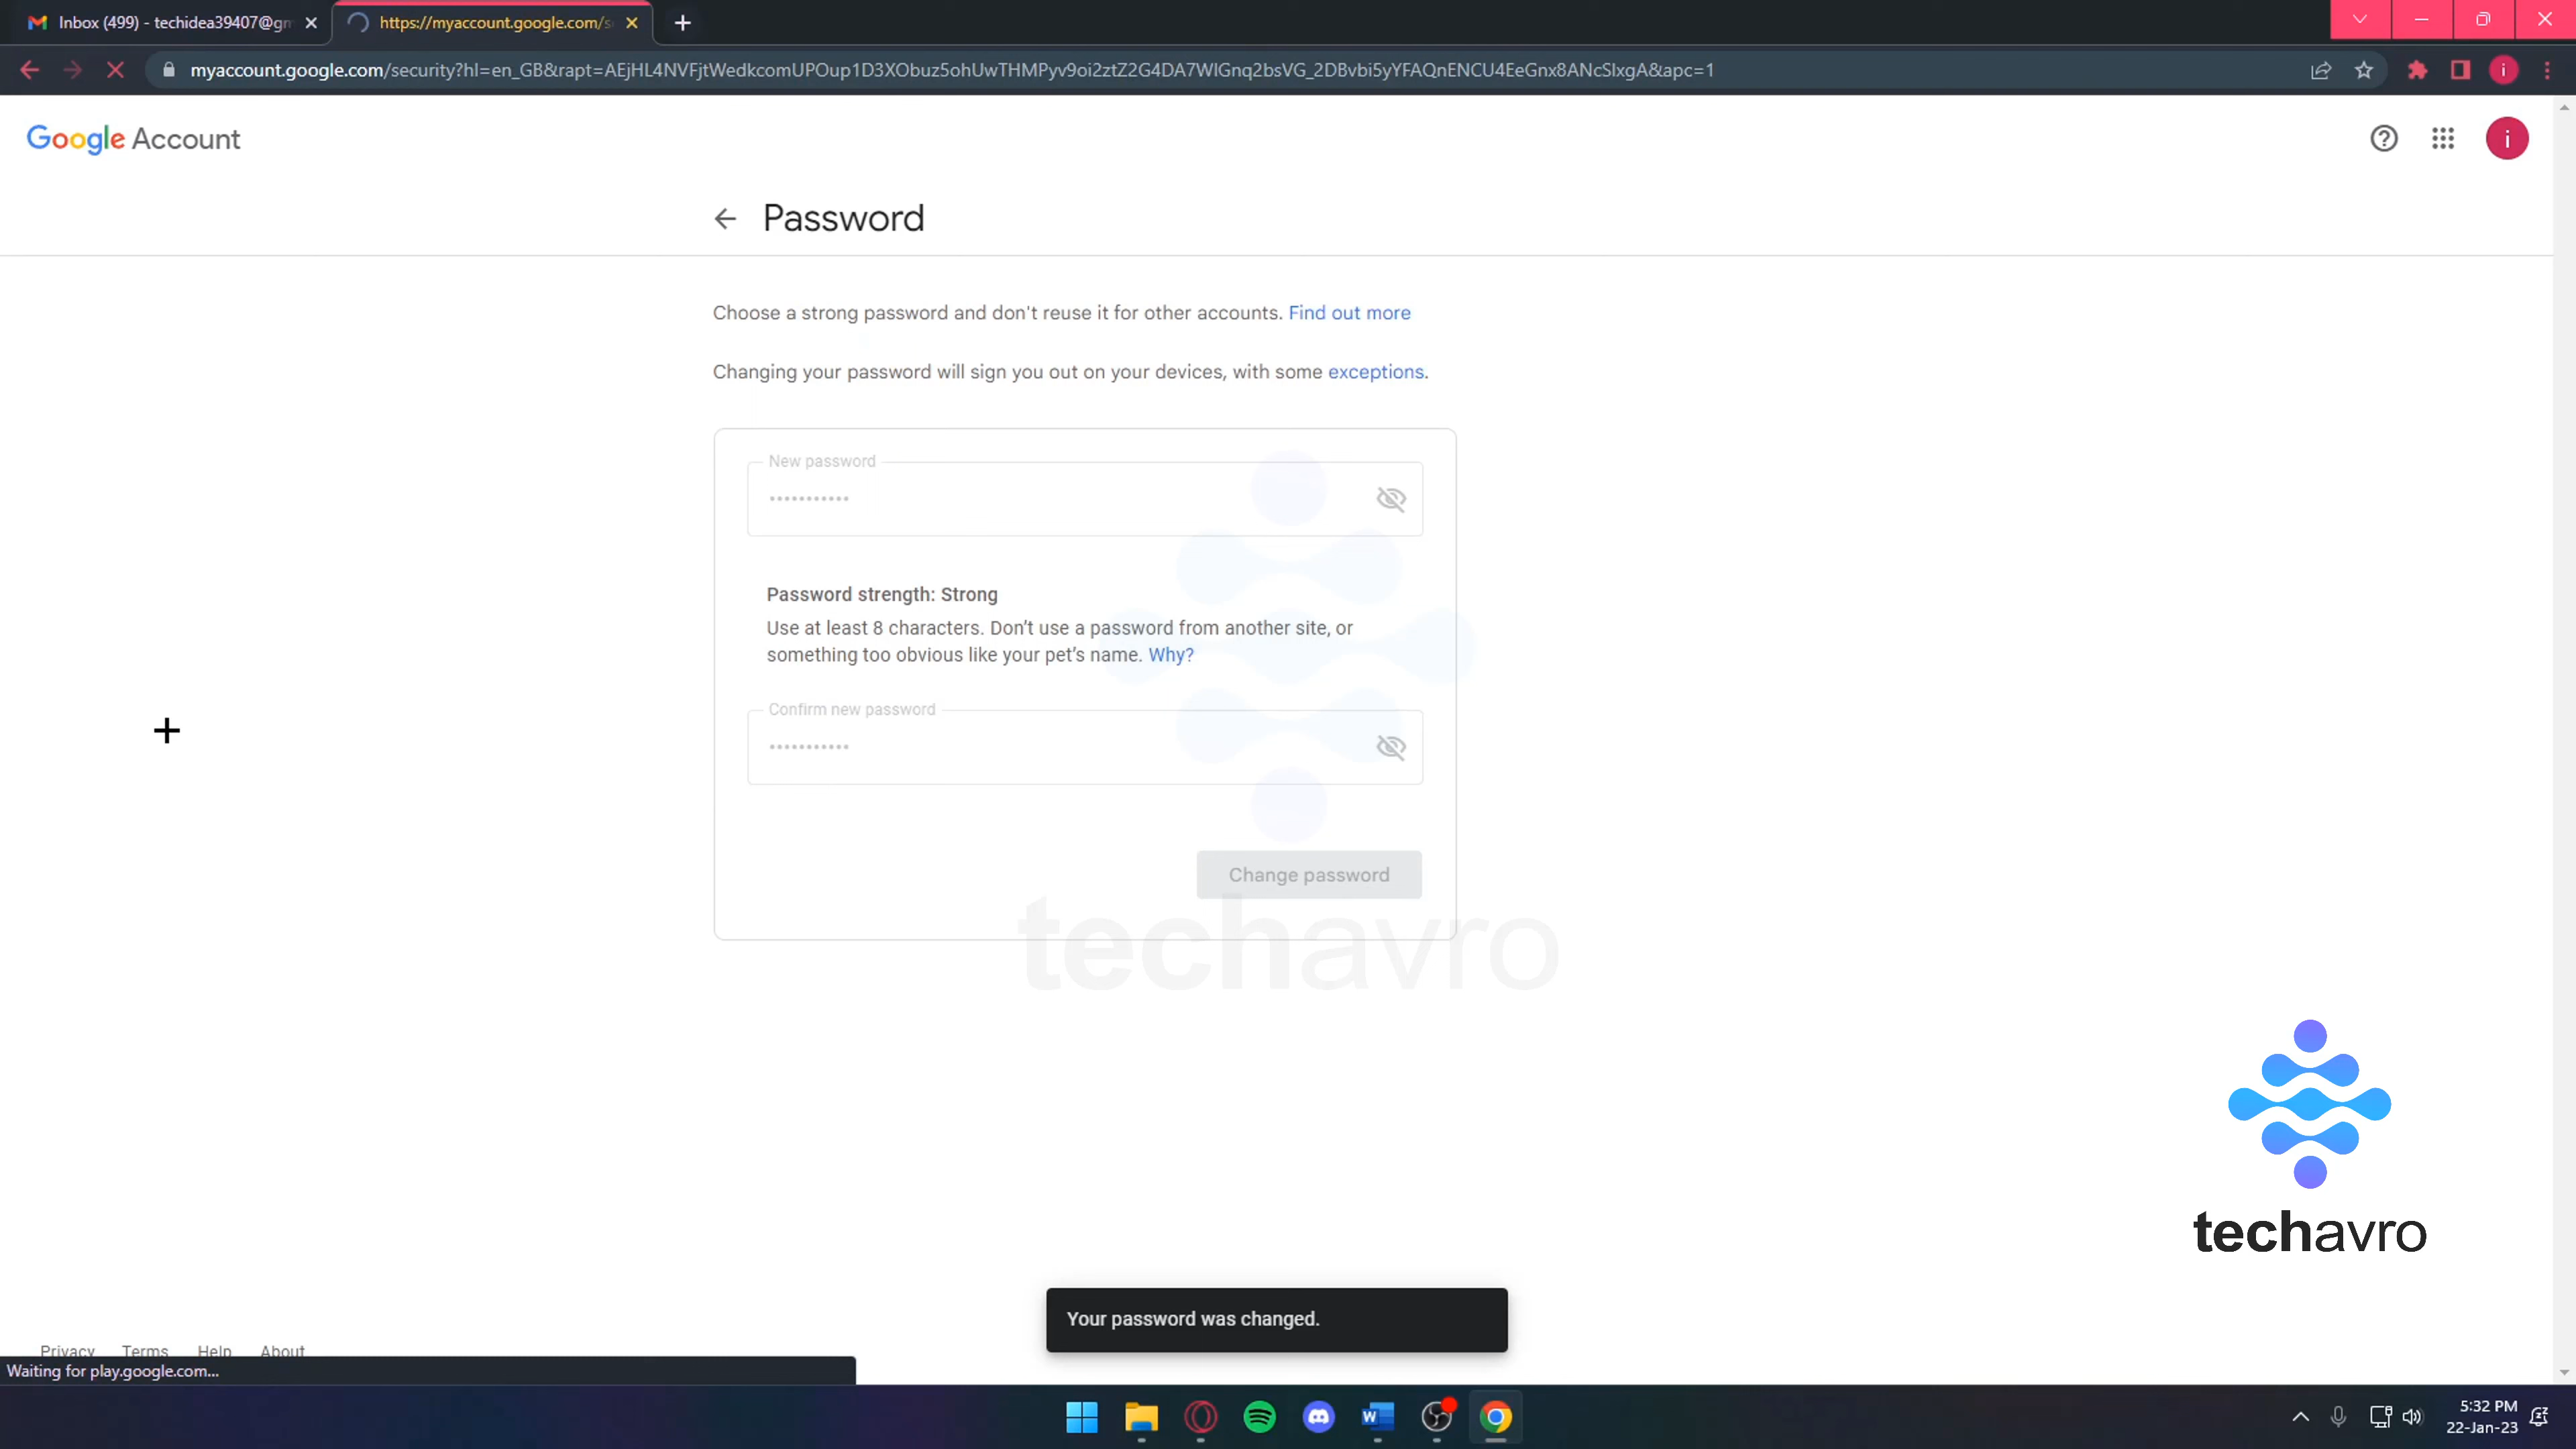 Inbox (499) - techidea39407@gm
https://myaccount.google.com/s
myaccount.google.com/security?hl=en_GB&rapt=AEjHL4NVFjtWedkcomUPOup1D3XObuz5ohUwTHMPyv9oi2ztZ2G4DA7WlGnq2bsVG_2DBvbi5yYFAQnENCU4EeGnx8ANcSlxgA&apc=1
i
Google Account
i
Password
Choose a strong password and don't reuse it for other accounts. Find out more
Changing your password will sign you out on your devices, with some exceptions.
New password
Password strength: Strong
Use at least 8 characters. Don’t use a password from another site, or
something too obvious like your pet’s name. Why?
Confirm new password
Change password
techavro
techavro
Your password was changed.
Privacy Terms Help About
Waiting for play.google.com...
W
5:32 PM
22-Jan-23